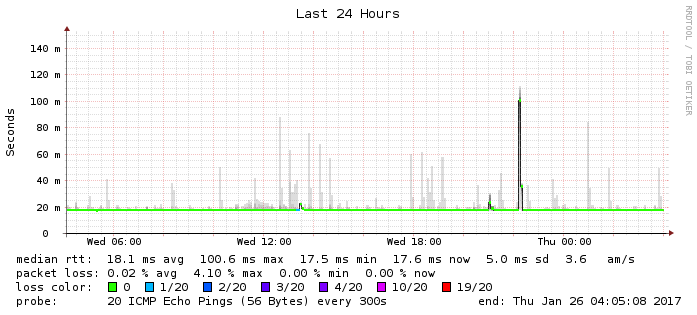 Last 24 Hours
RRDTOOL / TOBI OETIKER
Seconds
140 m
120 m
100 m
80 m
60 m
40 m
20 m
0
Wed 06:00 Wed 12:00 Wed 18:00 Thu 00:00
median rtt: 18.1 ms avg 100.6 ms max 17.5 ms min 17.6 ms now 5.0 ms sd 3.6 am/s
packet loss: 0.02 % avg 4.10 % max 0.00 % min 0.00 % now
loss color: 0 1/20 2/20 3/20 4/20 10/20 19/20
probe: 20 ICMP Echo Pings (56 Bytes) every 300s end: Thu Jan 26 04:05:08 2017